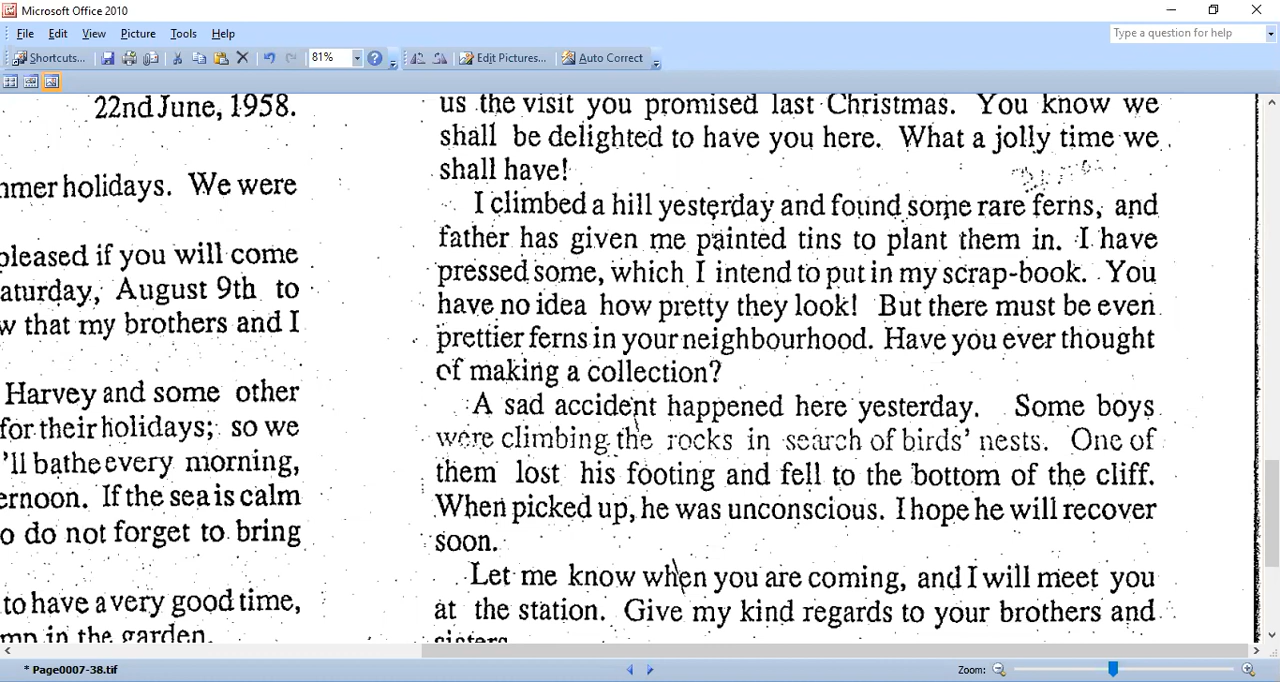 Microsoft Office 2010
File Edit View Picture Tools Help
Type a question for help
Shortcuts...
81%
Edit Pictures...
Auto Correct
22nd June, 1958.
mmer holidays. We were
pleased if you will come
aturday, August 9th to
w that my brothers and I
Harvey and some other
for their holidays; so we
'll bathe every morning,
ernoon. If the sea is calm
o do not forget to bring
to have a very good time,
mp in the garden.
us the visit you promised last Christmas. You know we
shall be delighted to have you here. What a jolly time we
shall have!
I climbed a hill yesterday and found some rare ferns, and
father has given me painted tins to plant them in. I have
pressed some, which I intend to put in my scrap-book. You
have no idea how pretty they look! But there must be even
prettier ferns in your neighbourhood. Have you ever thought
of making a collection?
A sad accident happened here yesterday. Some boys
were climbing the rocks in search of birds' nests. One of
them lost his footing and fell to the bottom of the cliff.
When picked up, he was unconscious. I hope he will recover
soon.
Let me know when you are coming, and I will meet you
at the station. Give my kind regards to your brothers and
sisters
* Page0007-38.tif
Zoom: